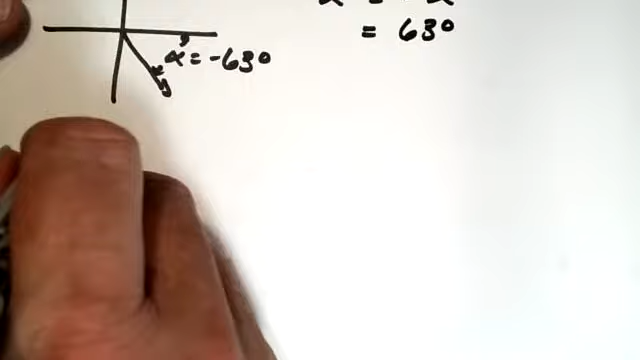 = 63°
α' = -63°